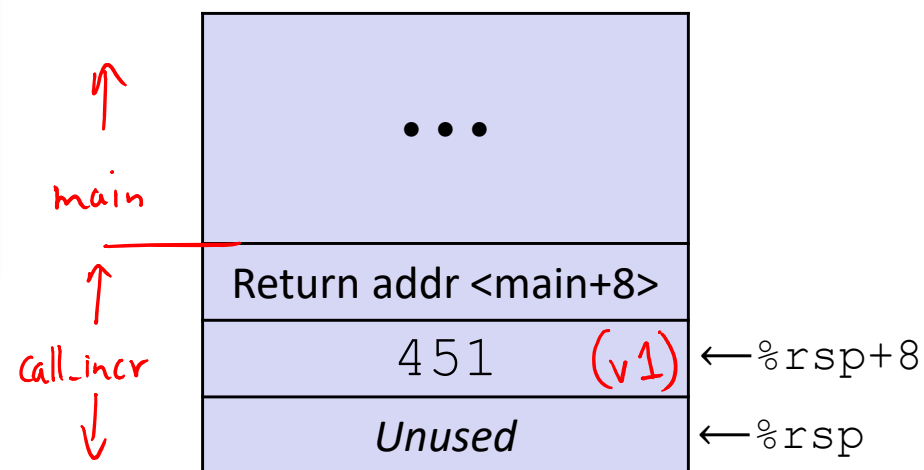 • • •
main
Return addr <main+8>
call_incr
451 (v1) ←%rsp+8
Unused ←%rsp